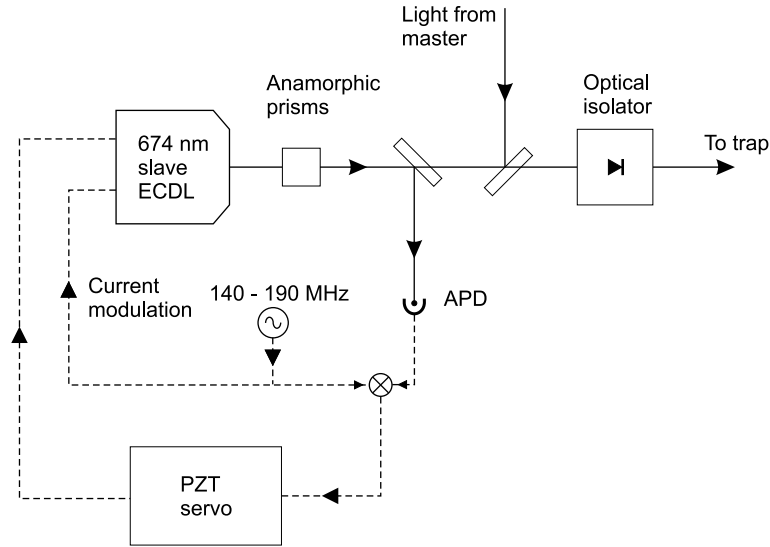 Light from
master
Anamorphic
prisms
Optical
isolator
674 nm
slave
ECDL
To trap
Current
modulation
140 - 190 MHz
APD
PZT
servo